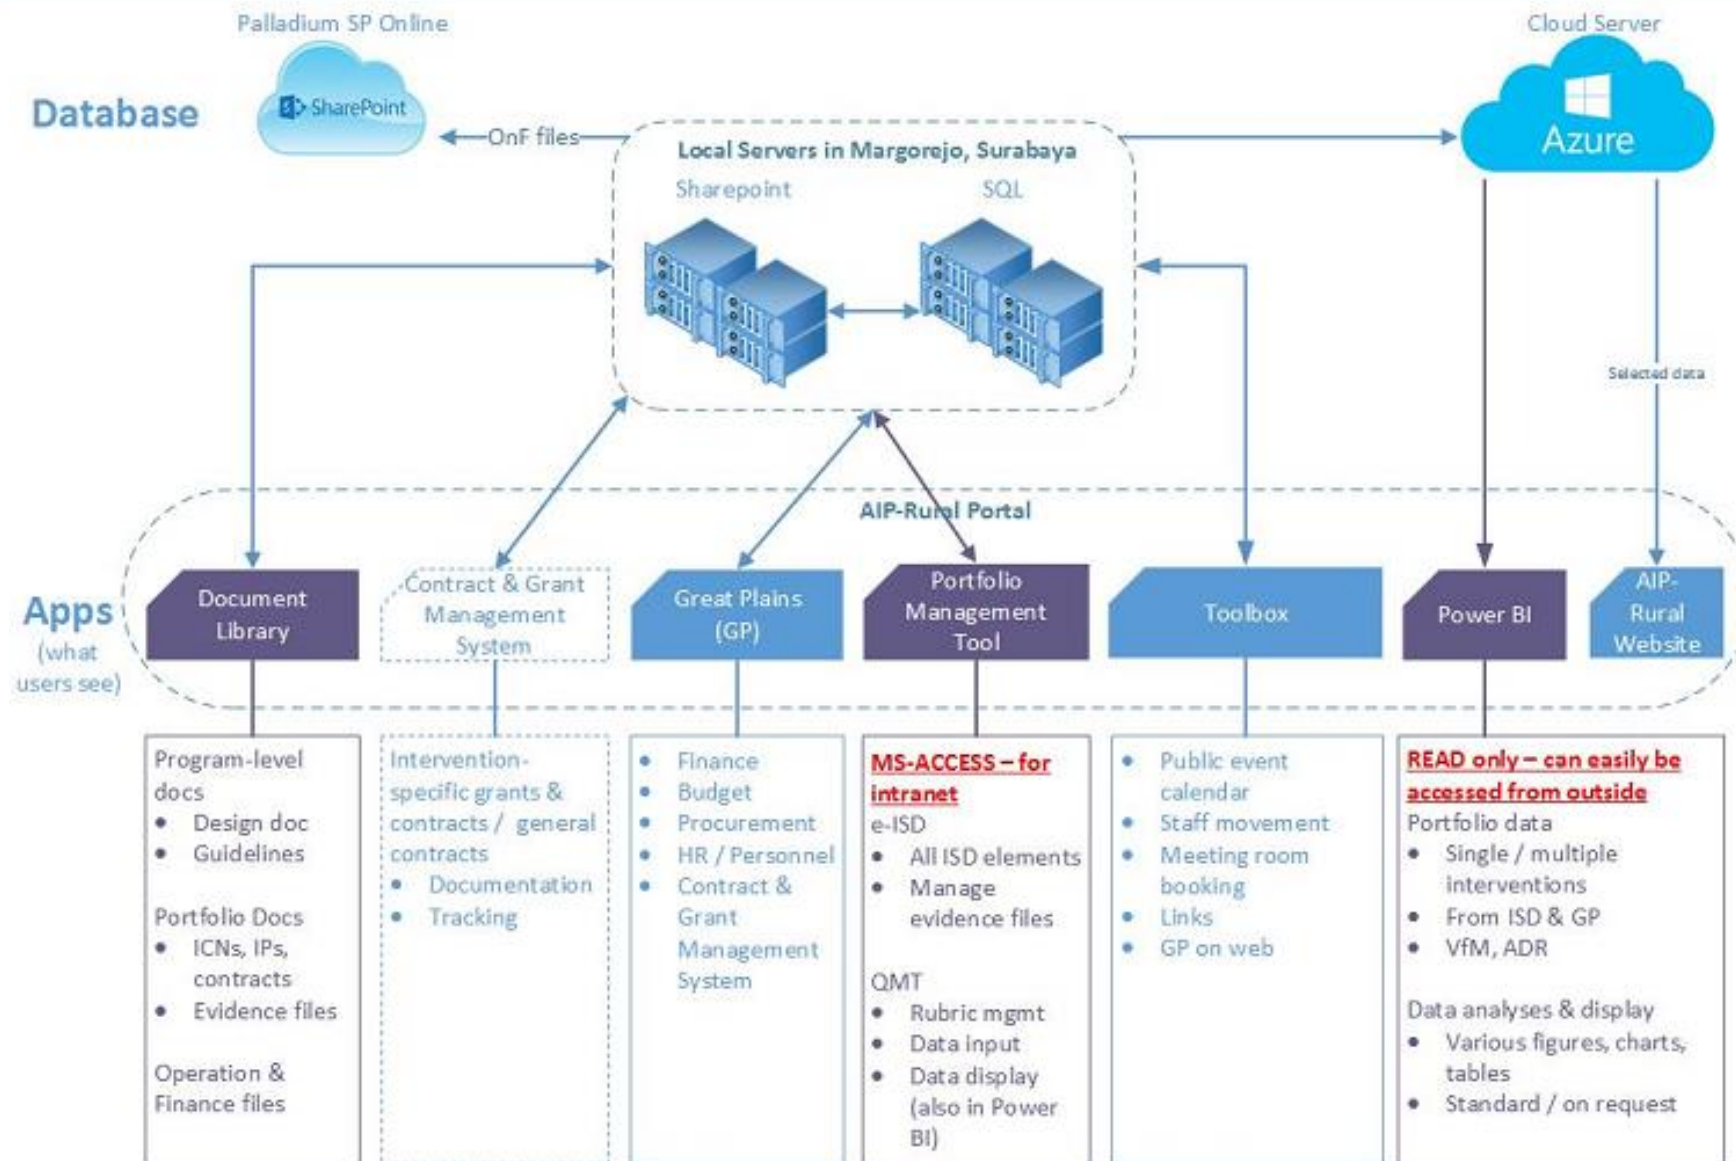 Palladium SP Online
Cloud Server
Database
SharePoint
OnF files
Azure
Local Servers in Margorejo, Surabaya
Sharepoint
SQL
Selected data
AIP-Rural Portal
Apps
(what
users see)
Document
Library
Contract & Grant
Management
System
Great Plains
(GP)
Portfolio
Management
Tool
Toolbox
Power BI
AIP-
Rural
Website
Program-level
docs
• Design doc
• Guidelines
Portfolio Docs
• ICNs, IPs,
contracts
• Evidence files
Operation &
Finance files
Intervention-
specific grants &
contracts / general
contracts
• Documentation
• Tracking
• Finance
• Budget
• Procurement
• HR / Personnel
• Contract &
Grant
Management
System
MS-ACCESS – for
intranet
e-ISD
• All ISD elements
• Manage
evidence files
QMT
• Rubric mgmt
• Data input
• Data display
(also in Power
BI)
• Public event
calendar
• Staff movement
• Meeting room
booking
• Links
• GP on web
READ only – can easily be
accessed from outside
Portfolio data
• Single / multiple
interventions
• From ISD & GP
• VfM, ADR
Data analyses & display
• Various figures, charts,
tables
• Standard / on request